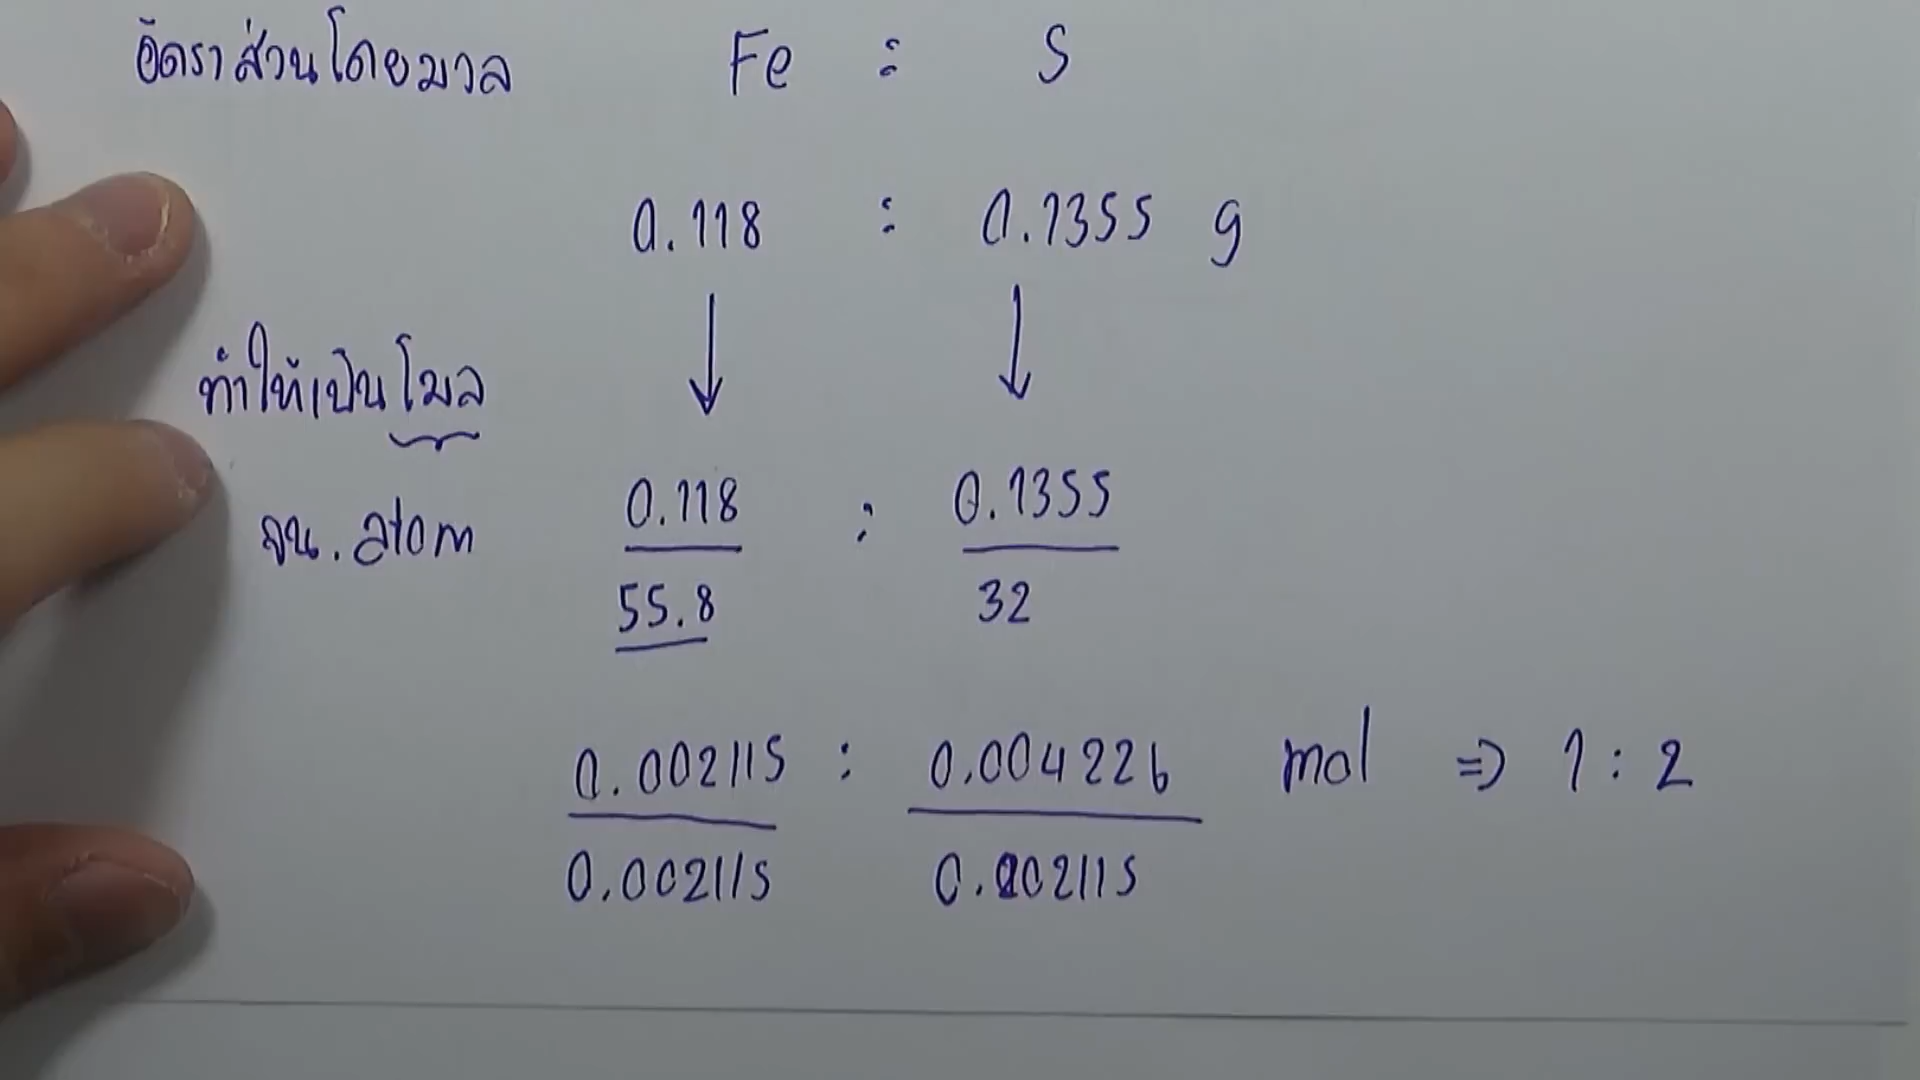 อัตราส่วนโดยมวล Fe : S
0.118 : 0.1355 g
ทำให้เป็นโมล
จน. atom 0.118 : 0.1355
55.8 32
0.002115 : 0.004226 mol ⇒ 1 : 2
0.002115 0.002115